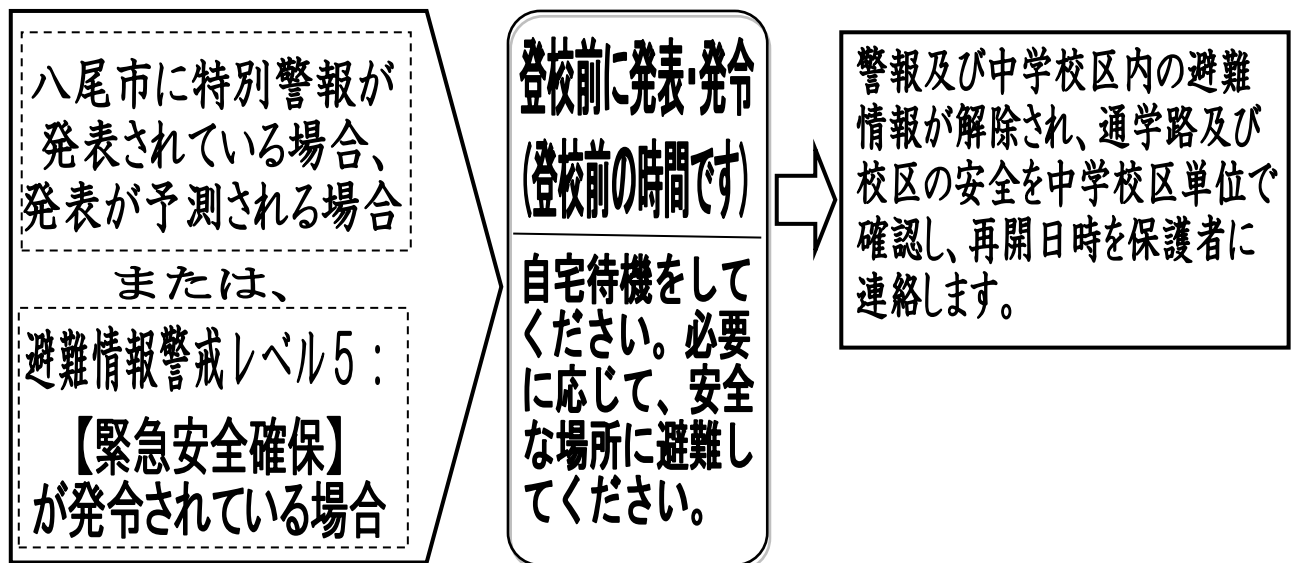 八尾市に特別警報が
発表されている場合、
発表が予測される場合
または、
避難情報警戒レベル５：
【緊急安全確保】
が発令されている場合
登校前に発表・発令
（登校前の時間です）
自宅待機をして
ください。必要
に応じて、安全
な場所に避難し
てください。
警報及び中学校区内の避難
情報が解除され、通学路及び
校区の安全を中学校区単位で
確認し、再開日時を保護者に
連絡します。